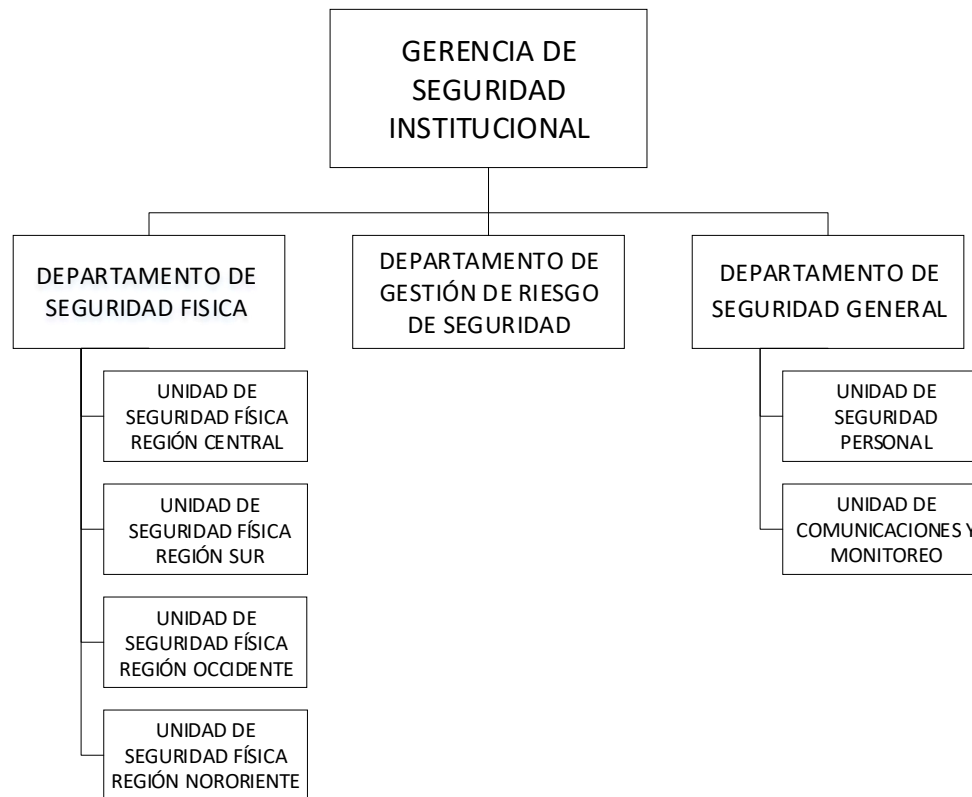 GERENCIA DE
SEGURIDAD
INSTITUCIONAL
DEPARTAMENTO DE
SEGURIDAD FISICA
DEPARTAMENTO DE
GESTIÓN DE RIESGO
DE SEGURIDAD
DEPARTAMENTO DE
SEGURIDAD GENERAL
UNIDAD DE
SEGURIDAD FÍSICA
REGIÓN CENTRAL
UNIDAD DE
SEGURIDAD FÍSICA
REGIÓN SUR
UNIDAD DE
SEGURIDAD FÍSICA
REGIÓN OCCIDENTE
UNIDAD DE
SEGURIDAD FÍSICA
REGIÓN NORORIENTE
UNIDAD DE
SEGURIDAD
PERSONAL
UNIDAD DE
COMUNICACIONES Y
MONITOREO